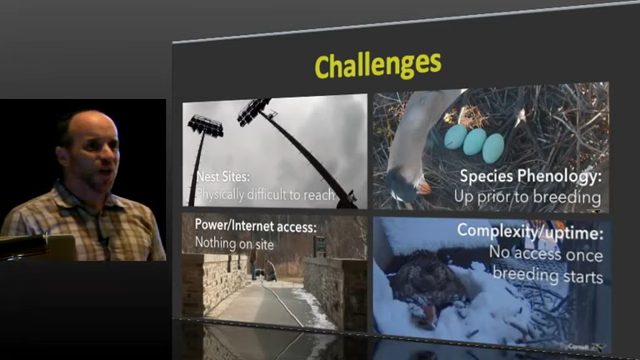 Challenges
Nest Sites:
Physically difficult to reach
Species Phenology:
Up prior to breeding
Power/Internet access:
Nothing on site
Complexity/uptime:
No access once
breeding starts
Cornell